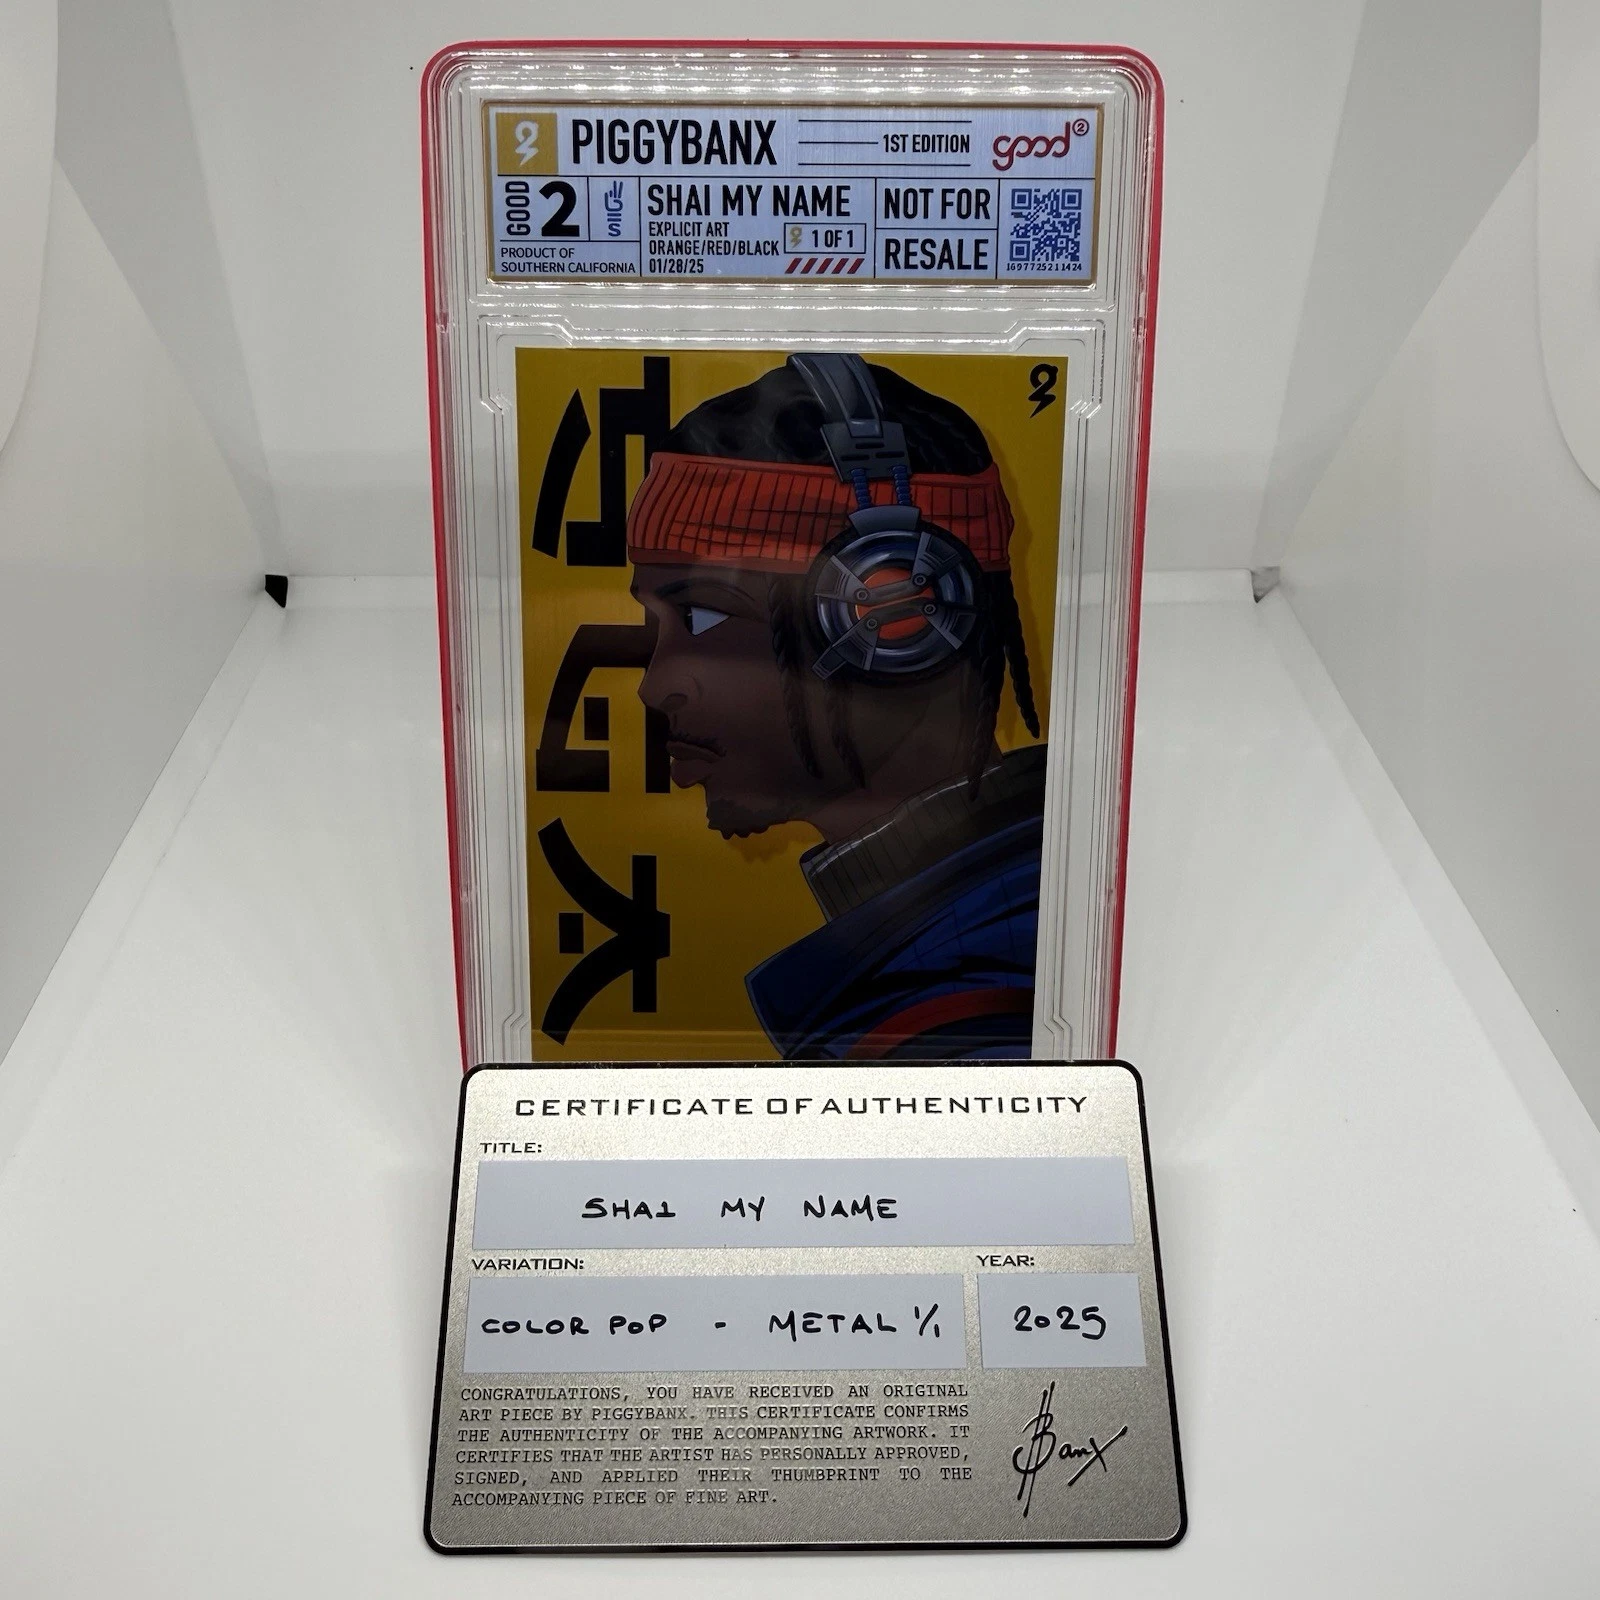 PIGGYBANX
1ST EDITION
good2
GOOD 2
SHAI MY NAME
EXPLICIT ART
ORANGE/RED/BLACK
01/28/25
1 OF 1
NOT FOR
RESALE
PRODUCT OF
SOUTHERN CALIFORNIA
1697725211424
CERTIFICATE OF AUTHENTICITY
TITLE:
SHAI MY NAME
VARIATION:
YEAR:
COLOR POP - METAL 1/1
2025
CONGRATULATIONS, YOU HAVE RECEIVED AN ORIGINAL
ART PIECE BY PIGGYBANX. THIS CERTIFICATE CONFIRMS
THE AUTHENTICITY OF THE ACCOMPANYING ARTWORK. IT
CERTIFIES THAT THE ARTIST HAS PERSONALLY APPROVED,
SIGNED, AND APPLIED THEIR THUMBPRINT TO THE
ACCOMPANYING PIECE OF FINE ART.
$Banx